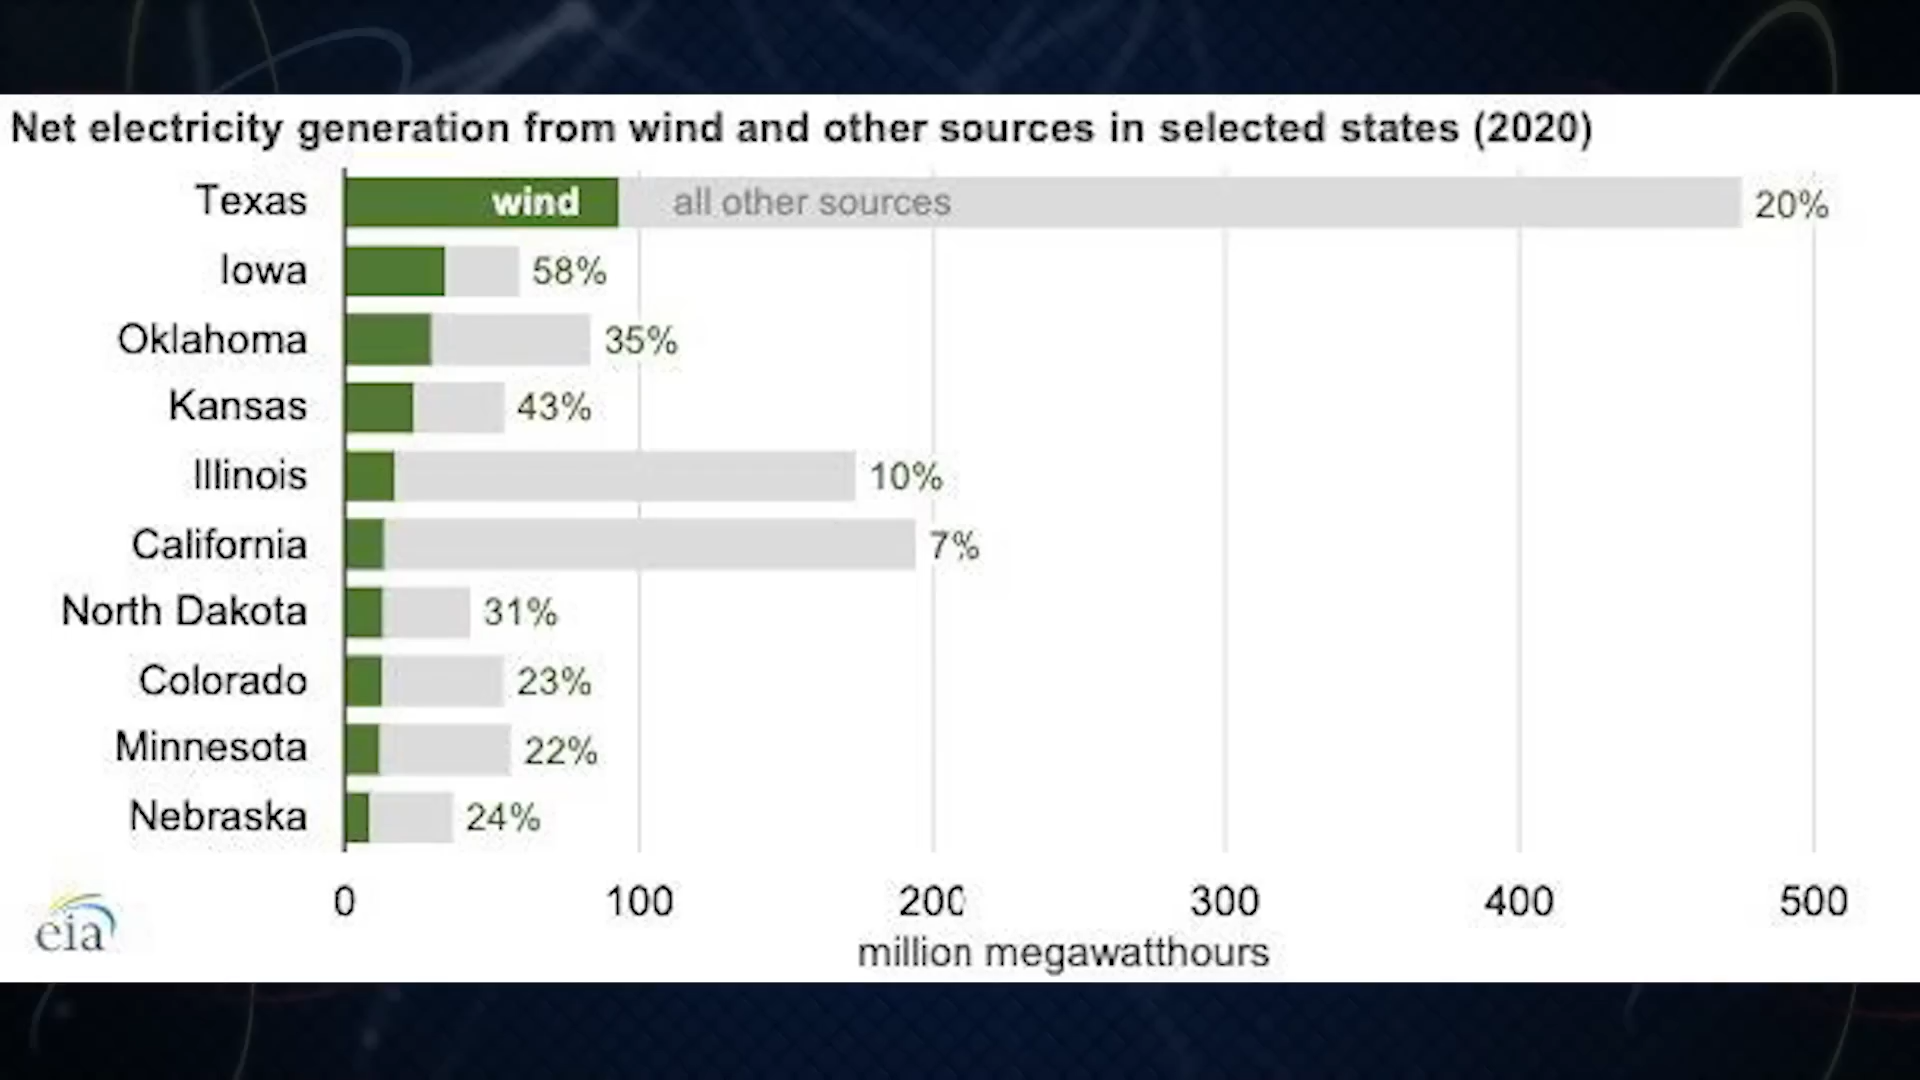 Net electricity generation from wind and other sources in selected states (2020)
Texas wind all other sources 20%
Iowa 58%
Oklahoma 35%
Kansas 43%
Illinois 10%
California 7%
North Dakota 31%
Colorado 23%
Minnesota 22%
Nebraska 24%
0 100 200 300 400 500
million megawatthours
eia